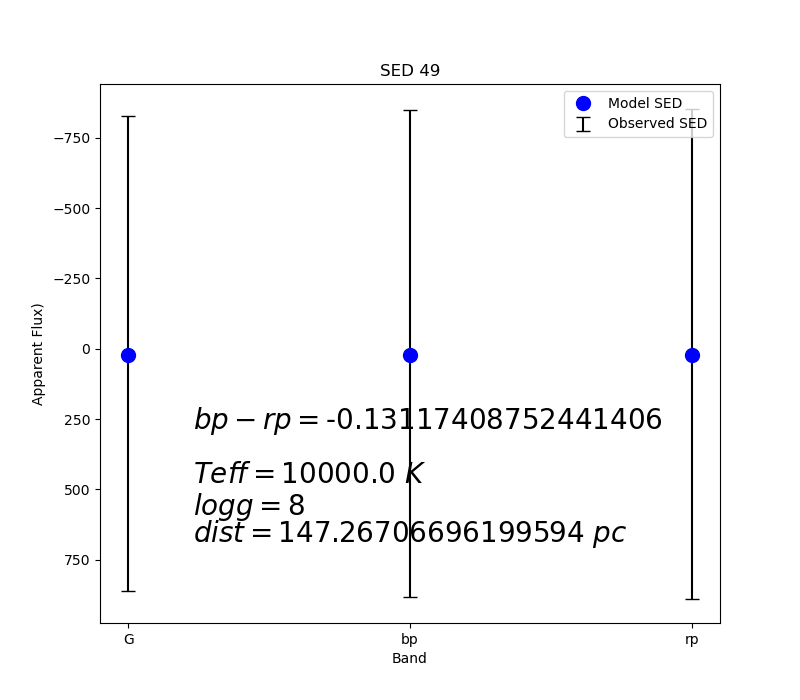 SED 49
Model SED
Observed SED
Apparent Flux)
−750
−500
−250
0
250
500
750
bp − rp = -0.13117408752441406
Teff = 10000.0 K
logg = 8
dist = 147.26706696199594 pc
G
bp
rp
Band